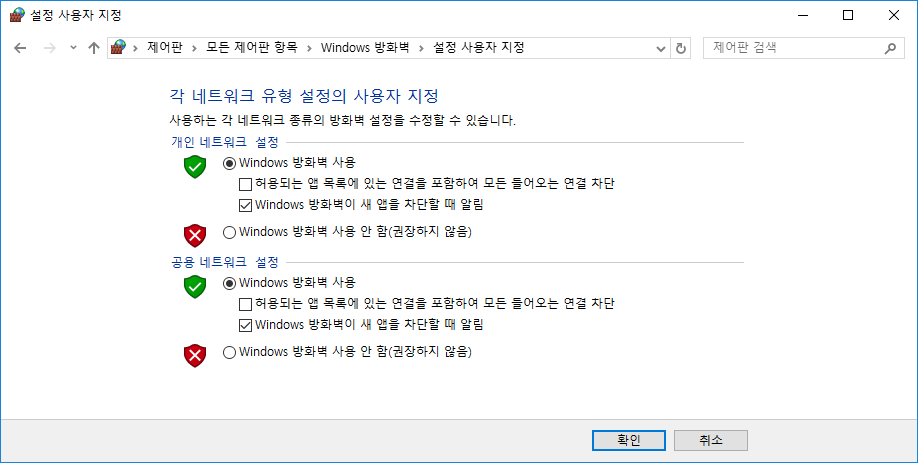 설정 사용자 지정
제어판 > 모든 제어판 항목 > Windows 방화벽 > 설정 사용자 지정
제어판 검색
각 네트워크 유형 설정의 사용자 지정
사용하는 각 네트워크 종류의 방화벽 설정을 수정할 수 있습니다.
개인 네트워크 설정
Windows 방화벽 사용
허용되는 앱 목록에 있는 연결을 포함하여 모든 들어오는 연결 차단
Windows 방화벽이 새 앱을 차단할 때 알림
Windows 방화벽 사용 안 함(권장하지 않음)
공용 네트워크 설정
Windows 방화벽 사용
허용되는 앱 목록에 있는 연결을 포함하여 모든 들어오는 연결 차단
Windows 방화벽이 새 앱을 차단할 때 알림
Windows 방화벽 사용 안 함(권장하지 않음)
확인
취소